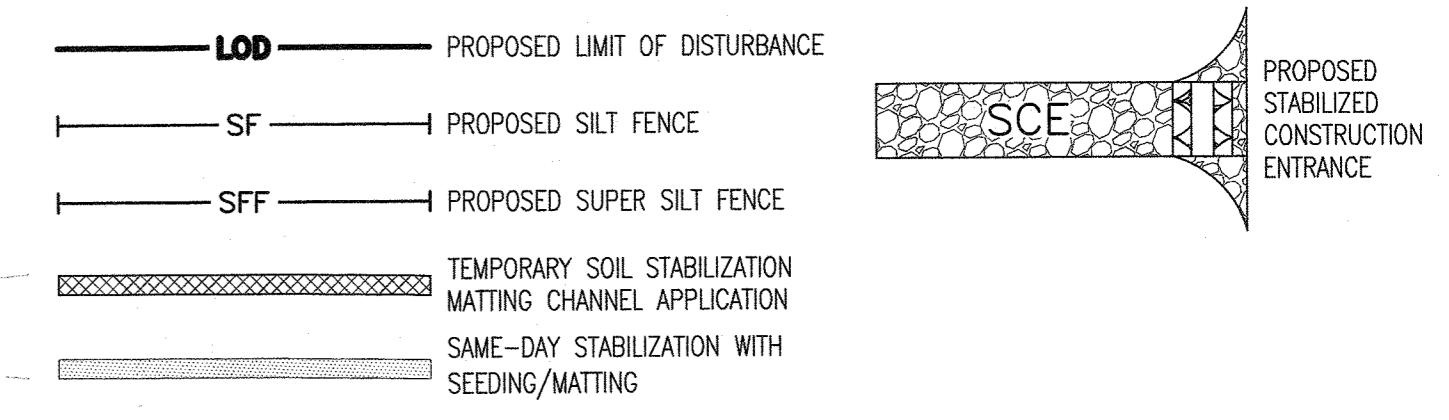 LOD PROPOSED LIMIT OF DISTURBANCE
SF PROPOSED SILT FENCE
SFF PROPOSED SUPER SILT FENCE
TEMPORARY SOIL STABILIZATION
MATTING CHANNEL APPLICATION
SAME-DAY STABILIZATION WITH
SEEDING/MATTING
SCE
PROPOSED
STABILIZED
CONSTRUCTION
ENTRANCE